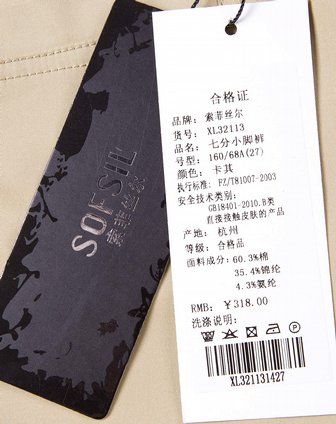 SOFSIL
索菲丝尔
合格证
品牌: 索菲丝尔
货号: XL32113
品名: 七分小脚裤
号型: 160/68A(27)
颜色: 卡其
执行标准: FZ/T81007-2003
安全技术类别:
GB18401-2010.B类
直接接触皮肤的产品
产地: 杭州
等级: 合格品
面料成分: 60.3%棉
35.4%锦纶
4.3%氨纶
RMB: ¥318.00
洗涤说明:
XL321131427